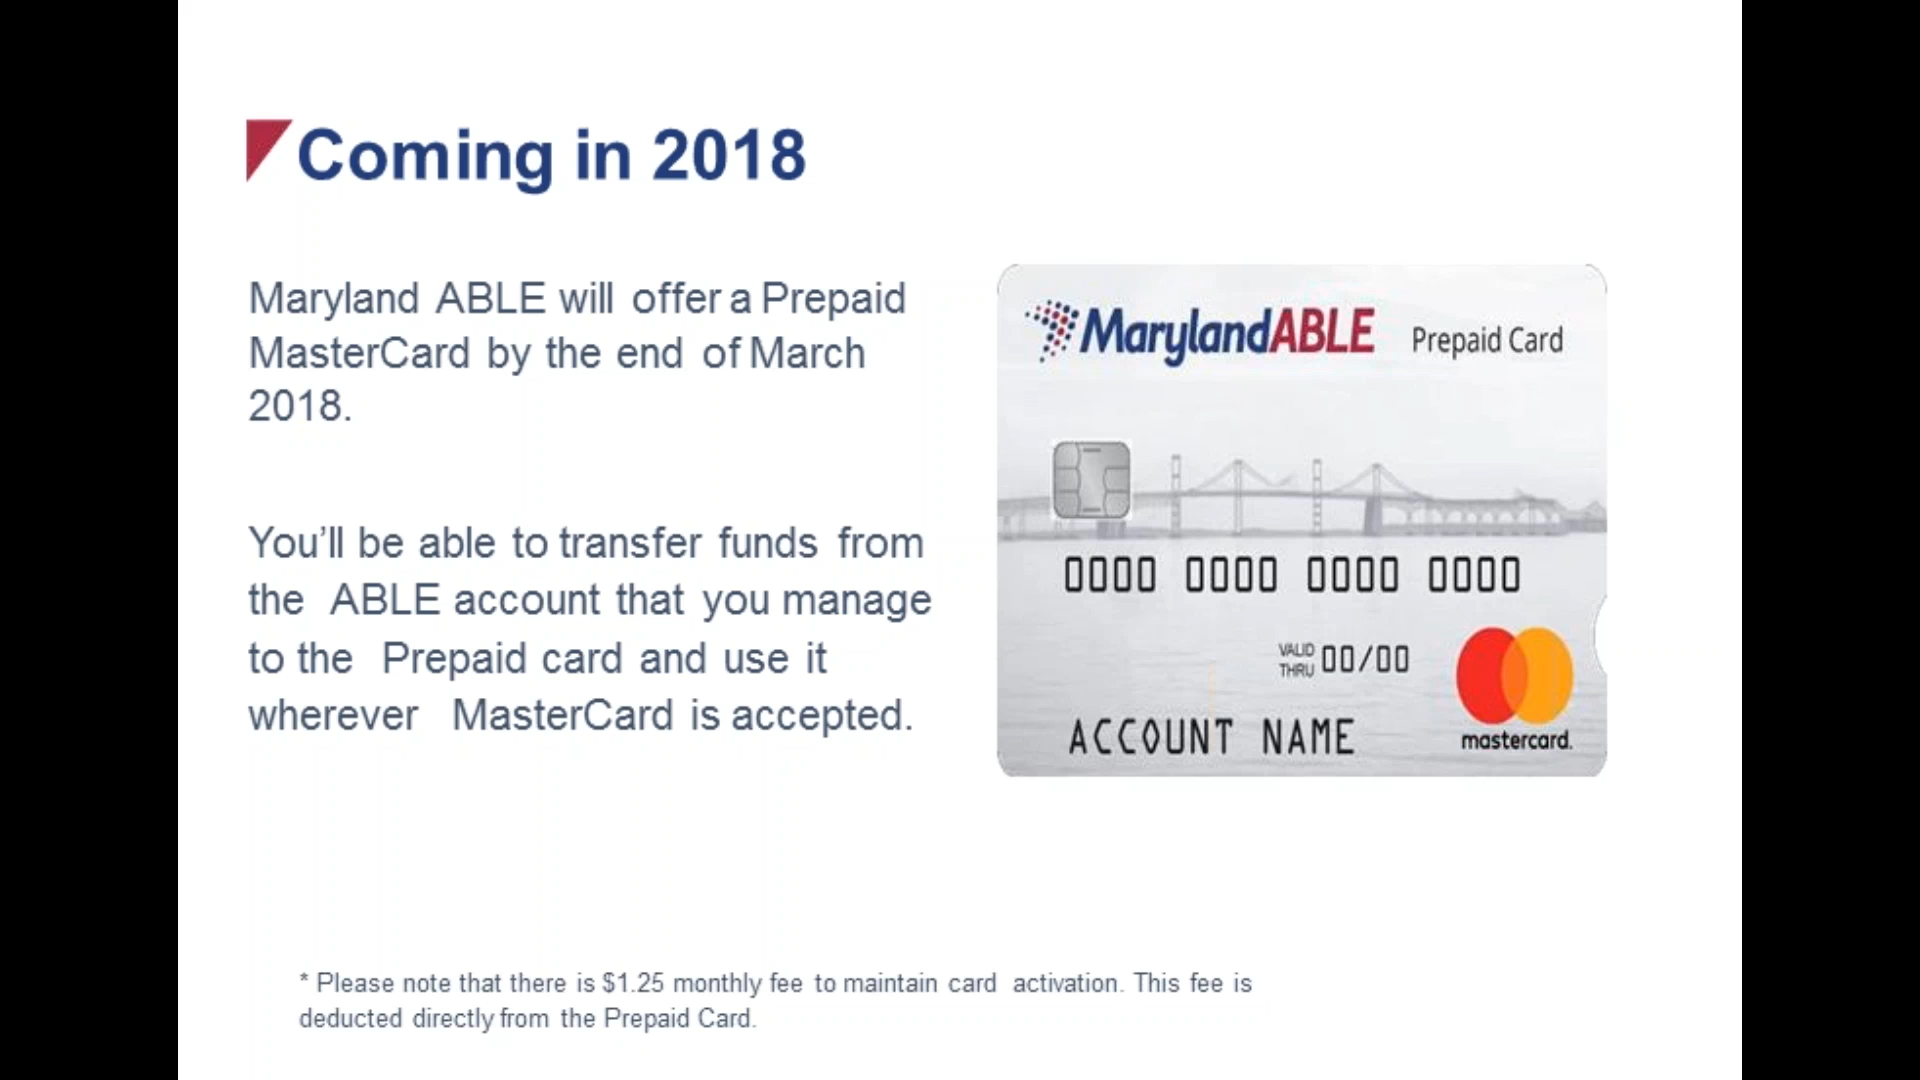 Coming in 2018
Maryland ABLE will offer a Prepaid
MasterCard by the end of March
2018.
You’ll be able to transfer funds from
the ABLE account that you manage
to the Prepaid card and use it
wherever MasterCard is accepted.
MarylandABLE Prepaid Card
0000 0000 0000 0000
VALID
THRU 00/00
ACCOUNT NAME
mastercard.
* Please note that there is $1.25 monthly fee to maintain card activation. This fee is
deducted directly from the Prepaid Card.